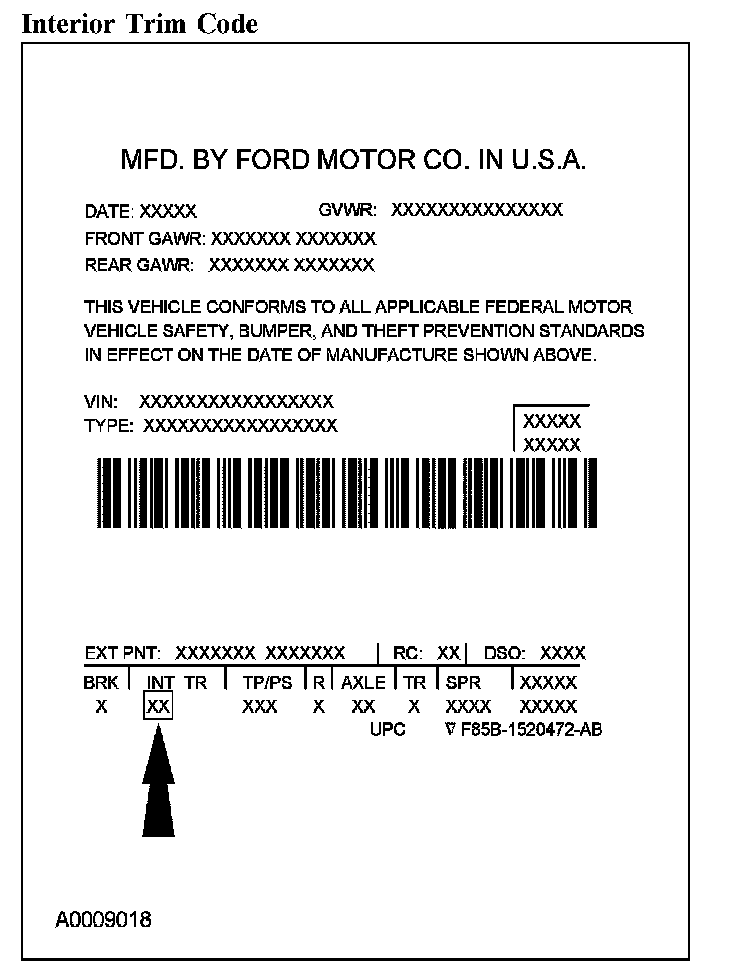 Interior Trim Code
MFD. BY FORD MOTOR CO. IN U.S.A.
DATE: XXXXX GVWR: XXXXXXXXXXXXXXX
FRONT GAWR: XXXXXXX XXXXXXX
REAR GAWR: XXXXXXX XXXXXXX
THIS VEHICLE CONFORMS TO ALL APPLICABLE FEDERAL MOTOR
VEHICLE SAFETY, BUMPER, AND THEFT PREVENTION STANDARDS
IN EFFECT ON THE DATE OF MANUFACTURE SHOWN ABOVE.
VIN: XXXXXXXXXXXXXXXXX
TYPE: XXXXXXXXXXXXXXXXX
XXXXX
XXXXX
EXT PNT: XXXXXXX XXXXXXX RC: XX DSO: XXXX
BRK INT TR TP/PS R AXLE TR SPR XXXXX
X XX XXX X XX X XXXX XXXXX
UPC ∇ F85B-1520472-AB
A0009018